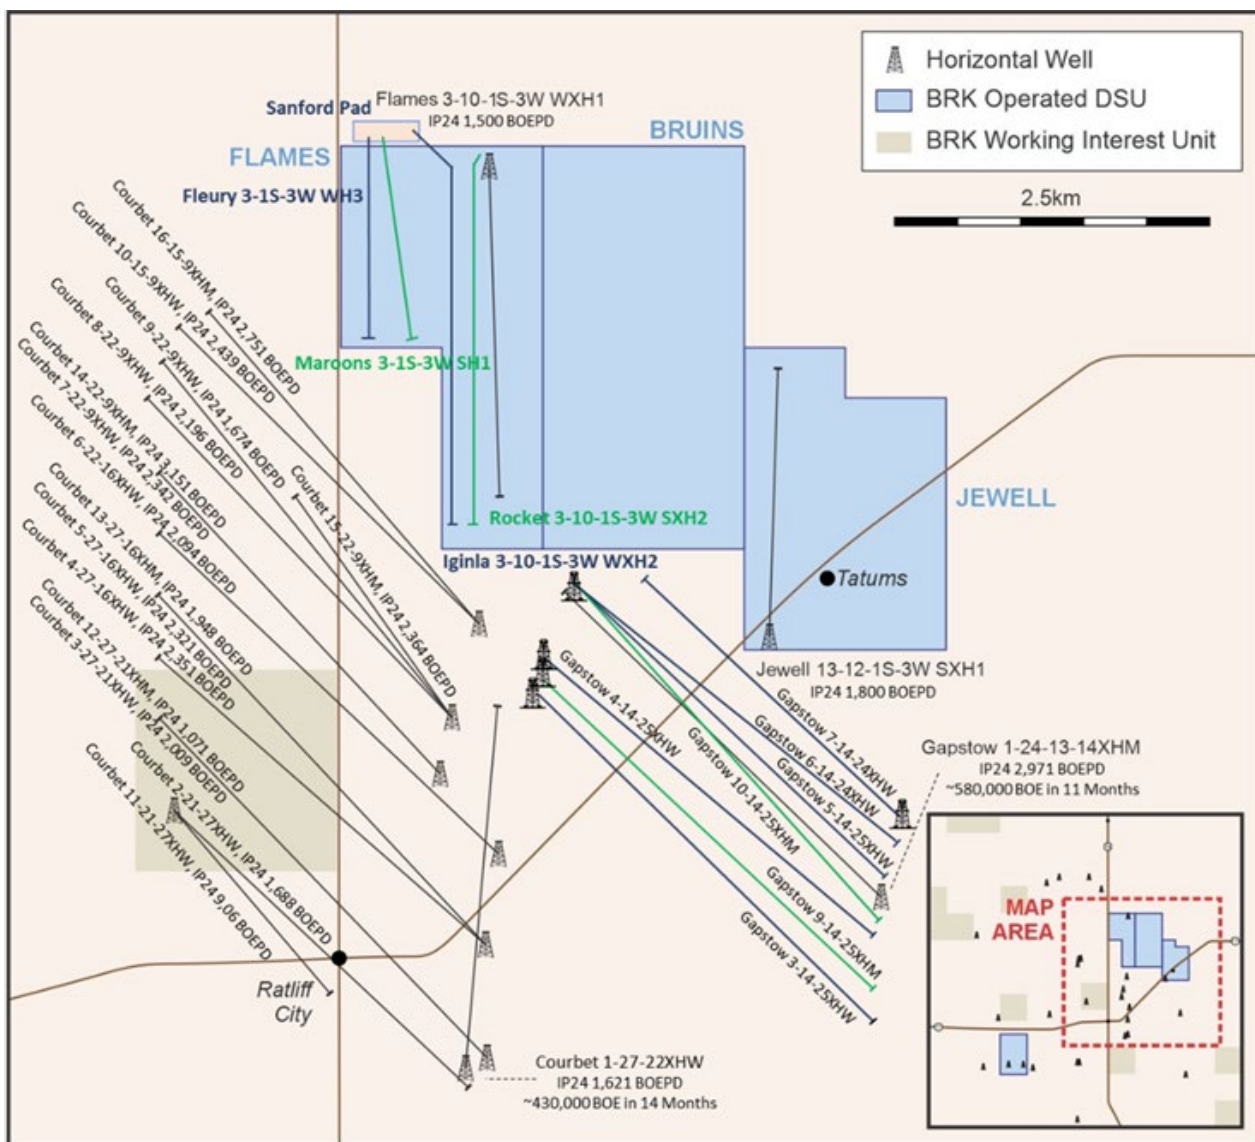 Horizontal Well
BRK Operated DSU
BRK Working Interest Unit
2.5km
Sanford Pad
Flames 3-10-1S-3W WXH1
IP24 1,500 BOEPD
BRUINS
FLAMES
Fleury 3-1S-3W WH3
Maroons 3-1S-3W SH1
Rocket 3-10-1S-3W SXH2
Iginla 3-10-1S-3W WXH2
JEWELL
Tatums
Jewell 13-12-1S-3W SXH1
IP24 1,800 BOEPD
Courbet 16-15-9XHM, IP24 2,751 BOEPD
Courbet 10-15-9XHW, IP24 2,439 BOEPD
Courbet 9-22-9XHW, IP24 1,674 BOEPD
Courbet 8-22-9XHW, IP24 2,196 BOEPD
Courbet 15-22-9XHM, IP24 2,364 BOEPD
Courbet 14-22-9XHM, IP24 3,151 BOEPD
Courbet 7-22-9XHW, IP24 2,342 BOEPD
Courbet 6-22-16XHW, IP24 2,094 BOEPD
Courbet 13-27-16XHM, IP24 1,948 BOEPD
Courbet 5-27-16XHW, IP24 2,321 BOEPD
Courbet 4-27-16XHW, IP24 2,351 BOEPD
Courbet 12-27-21XHM, IP24 1,071 BOEPD
Courbet 3-27-21XHW, IP24 2,009 BOEPD
Courbet 2-21-27XHW, IP24 1,688 BOEPD
Courbet 11-21-27XHW, IP24 9,06 BOEPD
Gapstow 7-14-24XHW
Gapstow 6-14-24XHW
Gapstow 5-14-25XHW
Gapstow 4-14-25XHW
Gapstow 10-14-25XHM
Gapstow 9-14-25XHM
Gapstow 3-14-25XHW
Gapstow 1-24-13-14XHM
IP24 2,971 BOEPD
~580,000 BOE in 11 Months
Ratliff
City
Courbet 1-27-22XHW
IP24 1,621 BOEPD
~430,000 BOE in 14 Months
MAP
AREA